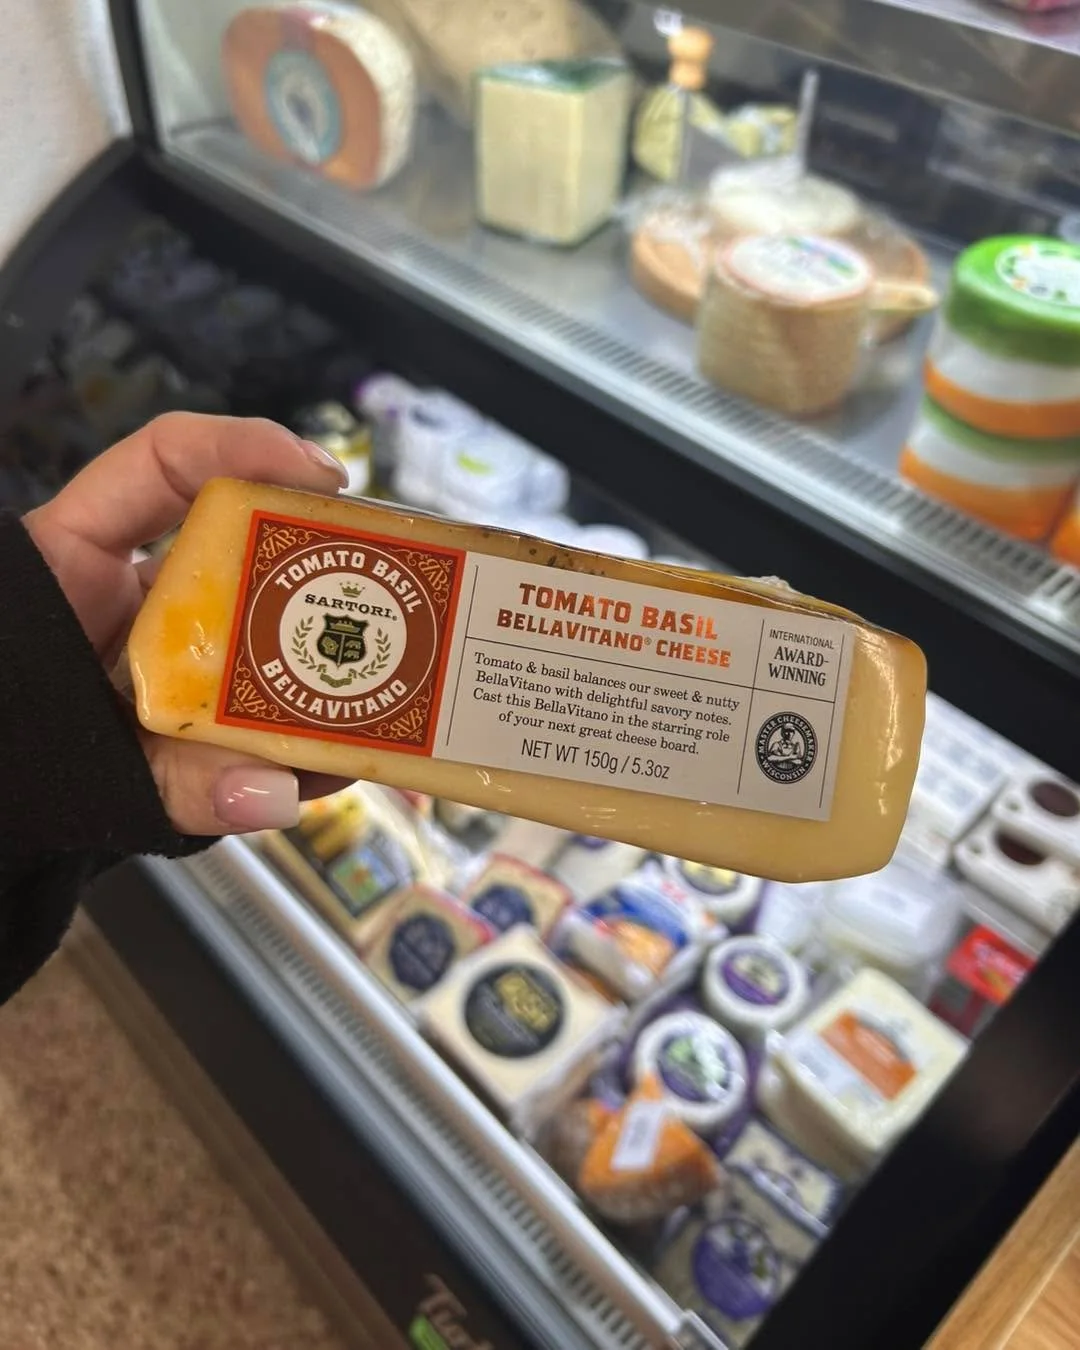 TOMATO BASIL
SARTORI®
BELLAVITANO
TOMATO BASIL
BELLAVITANO® CHEESE
Tomato & basil balances our sweet & nutty
BellaVitano with delightful savory notes.
Cast this BellaVitano in the starring role
of your next great cheese board.
NET WT 150g / 5.3oz
INTERNATIONAL
AWARD-
WINNING
MASTER CHEESEMAKER
WISCONSIN